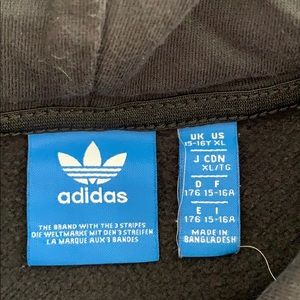 adidas
THE BRAND WITH THE 3 STRIPES
DIE WELTMARKE MIT DEN 3 STREIFEN
LA MARQUE AUX 3 BANDES
UK US
15-16Y XL
J CDN
XL/TG
D F
176 15-16A
E I
176 15-16A
MADE IN
BANGLADESH